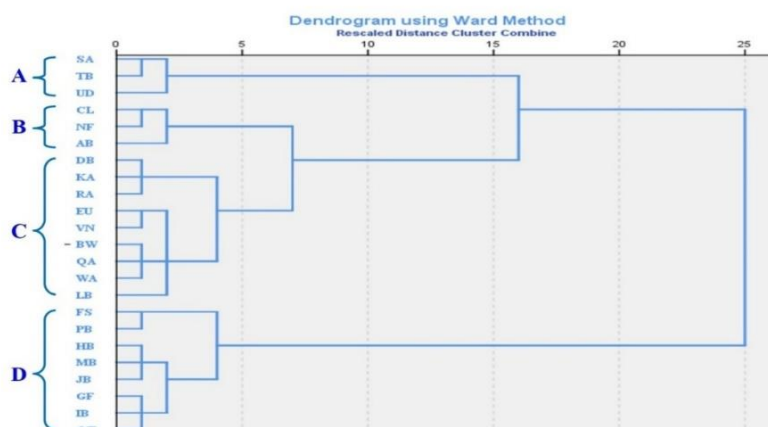 Dendrogram using Ward Method
Rescaled Distance Cluster Combine
0 5 10 15 20 25
A
SA
TB
UD
B
CL
NF
AB
C
DB
KA
RA
EU
VN
BW
QA
WA
LB
D
FS
PB
HB
MB
JB
GF
IB